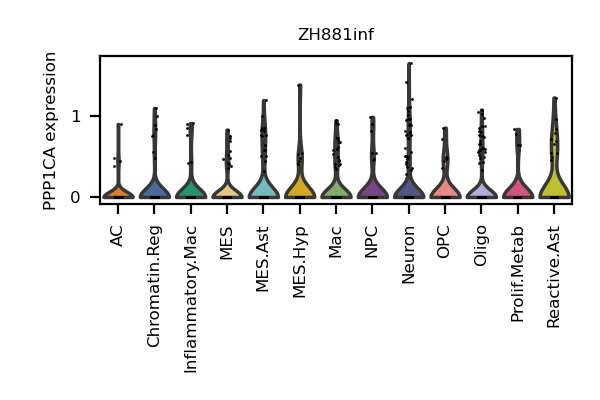 ZH881inf
PPP1CA expression
1
0
AC
Chromatin.Reg
Inflammatory.Mac
MES
MES.Ast
MES.Hyp
Mac
NPC
Neuron
OPC
Oligo
Prolif.Metab
Reactive.Ast